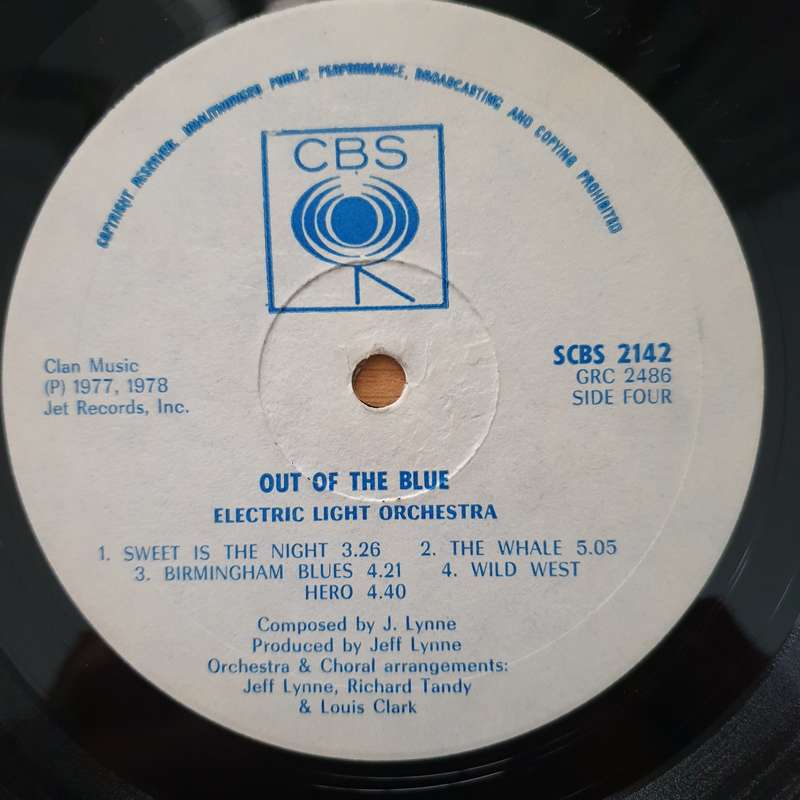 COPYRIGHT RESERVED. UNAUTHORISED PUBLIC PERFORMANCE, BROADCASTING AND COPYING PROHIBITED
CBS
Clan Music
(P) 1977, 1978
Jet Records, Inc.
SCBS 2142
GRC 2486
SIDE FOUR
OUT OF THE BLUE
ELECTRIC LIGHT ORCHESTRA
1. SWEET IS THE NIGHT 3.26 2. THE WHALE 5.05
3. BIRMINGHAM BLUES 4.21 4. WILD WEST
HERO 4.40
Composed by J. Lynne
Produced by Jeff Lynne
Orchestra & Choral arrangements:
Jeff Lynne, Richard Tandy
& Louis Clark